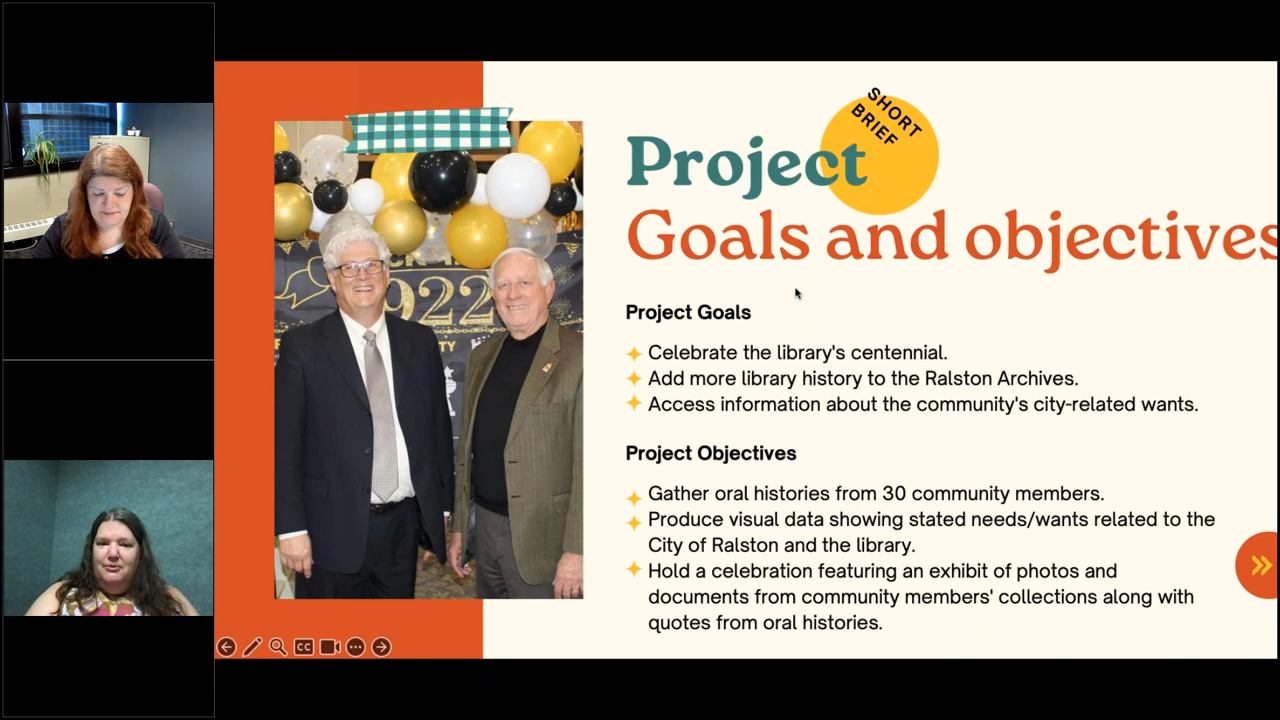 SHORT
BRIEF
Project
Goals and objectives
922
TY
Project Goals
Celebrate the library's centennial.
Add more library history to the Ralston Archives.
Access information about the community's city-related wants.
Project Objectives
Gather oral histories from 30 community members.
Produce visual data showing stated needs/wants related to the
City of Ralston and the library.
Hold a celebration featuring an exhibit of photos and
documents from community members' collections along with
quotes from oral histories.
CC